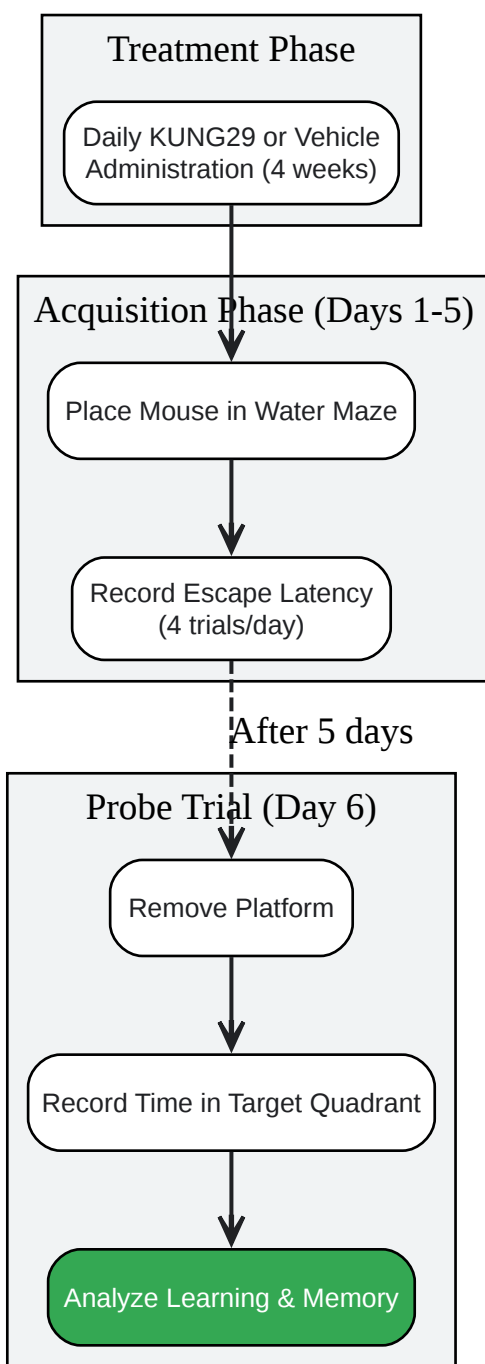 Treatment Phase
Daily KUNG29 or Vehicle
Administration (4 weeks)
Acquisition Phase (Days 1-5)
Place Mouse in Water Maze
Record Escape Latency
(4 trials/day)
After 5 days
Probe Trial (Day 6)
Remove Platform
Record Time in Target Quadrant
Analyze Learning & Memory